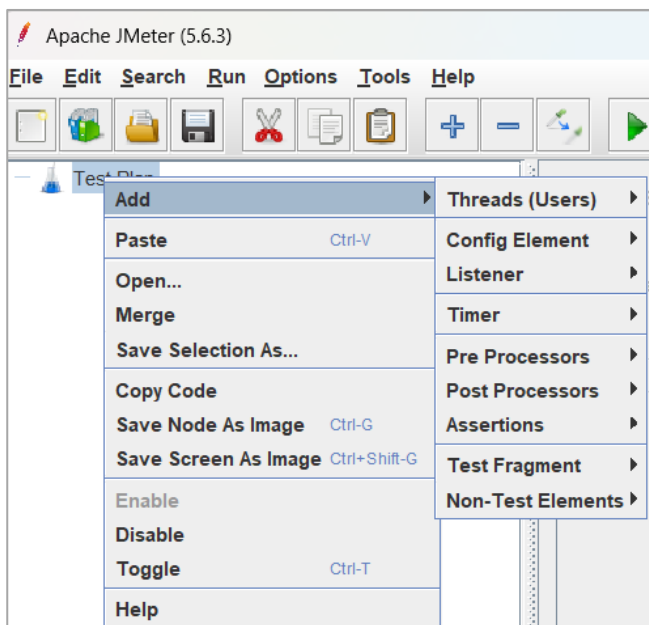 Apache JMeter (5.6.3)
File Edit Search Run Options Tools Help
Test Plan
Add
Paste Ctrl-V
Open...
Merge
Save Selection As...
Copy Code
Save Node As Image Ctrl-G
Save Screen As Image Ctrl+Shift-G
Enable
Disable
Toggle Ctrl-T
Help
Threads (Users)
Config Element
Listener
Timer
Pre Processors
Post Processors
Assertions
Test Fragment
Non-Test Elements